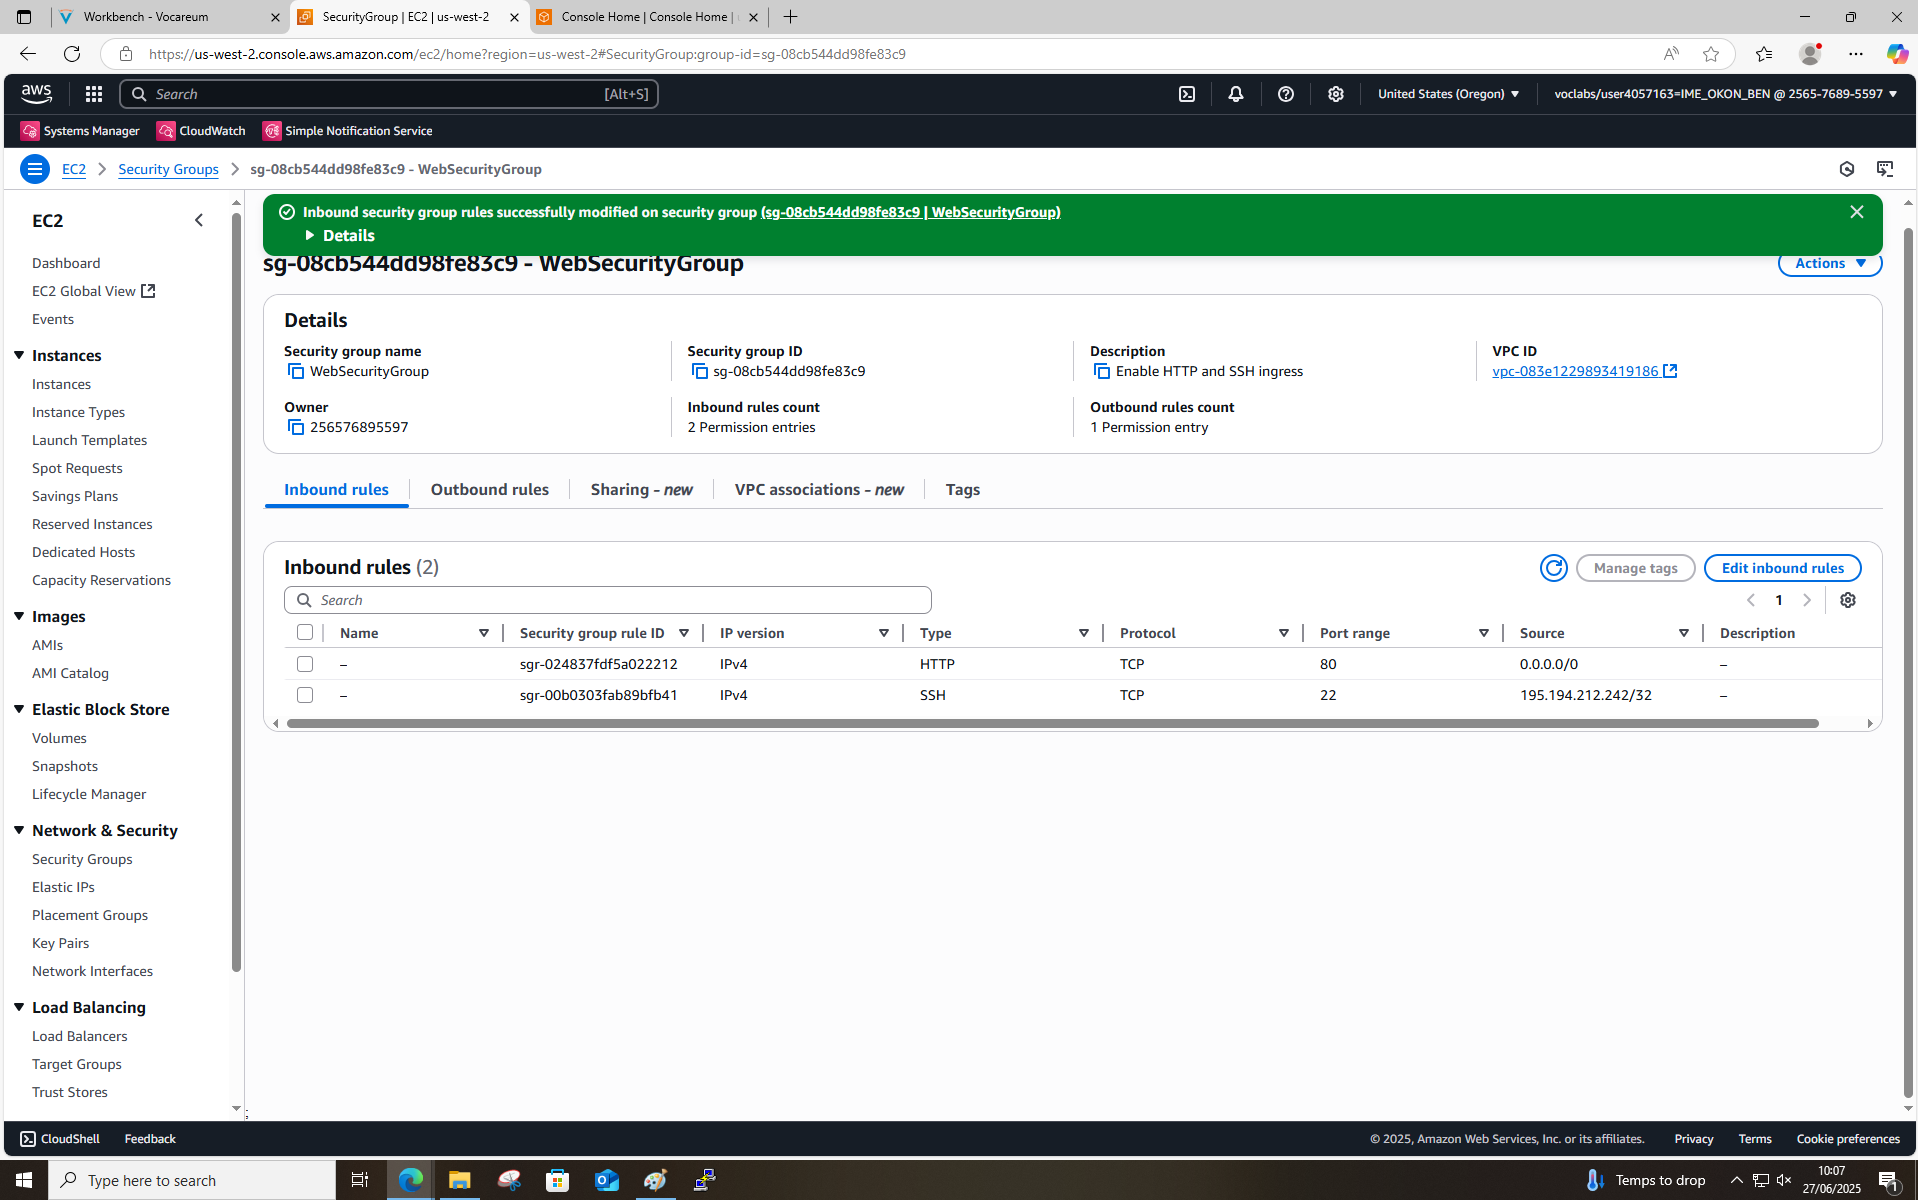 Workbench - Vocareum
SecurityGroup | EC2 | us-west-2
Console Home | Console Home |
https://us-west-2.console.aws.amazon.com/ec2/home?region=us-west-2#SecurityGroup:group-id=sg-08cb544dd98fe83c9
aws
Search
[Alt+S]
United States (Oregon)
voclabs/user4057163=IME_OKON_BEN @ 2565-7689-5597
Systems Manager
CloudWatch
Simple Notification Service
EC2
Security Groups
sg-08cb544dd98fe83c9 - WebSecurityGroup
EC2
Dashboard
EC2 Global View
Events
Instances
Instances
Instance Types
Launch Templates
Spot Requests
Savings Plans
Reserved Instances
Dedicated Hosts
Capacity Reservations
Images
AMIs
AMI Catalog
Elastic Block Store
Volumes
Snapshots
Lifecycle Manager
Network & Security
Security Groups
Elastic IPs
Placement Groups
Key Pairs
Network Interfaces
Load Balancing
Load Balancers
Target Groups
Trust Stores
Inbound security group rules successfully modified on security group (sg-08cb544dd98fe83c9 | WebSecurityGroup)
Details
sg-08cb544dd98fe83c9 - WebSecurityGroup
Actions
Details
Security group name
WebSecurityGroup
Security group ID
sg-08cb544dd98fe83c9
Description
Enable HTTP and SSH ingress
VPC ID
vpc-083e1229893419186
Owner
256576895597
Inbound rules count
2 Permission entries
Outbound rules count
1 Permission entry
Inbound rules
Outbound rules
Sharing - new
VPC associations - new
Tags
Inbound rules (2)
Manage tags
Edit inbound rules
Search
1
Name Security group rule ID IP version Type Protocol Port range Source Description
– sgr-024837fdf5a022212 IPv4 HTTP TCP 80 0.0.0.0/0 –
– sgr-00b0303fab89bfb41 IPv4 SSH TCP 22 195.194.212.242/32 –
CloudShell
Feedback
© 2025, Amazon Web Services, Inc. or its affiliates.
Privacy
Terms
Cookie preferences
Type here to search
Temps to drop
10:07
27/06/2025
1